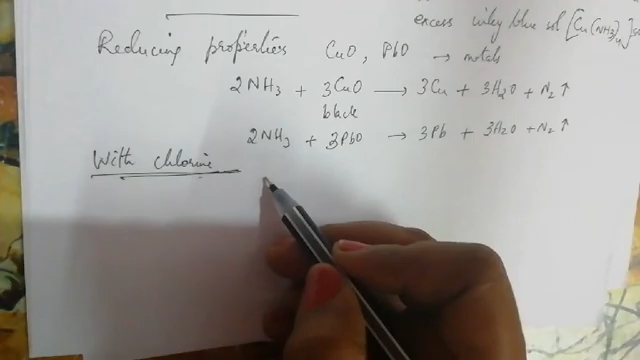 excess inky blue sol [Cu(NH3)4]SO
Reducing properties CuO, PbO → metals
2NH3 + 3CuO → 3Cu + 3H2O + N2↑
black
2NH3 + 3PbO → 3Pb + 3H2O + N2↑
With chlorine